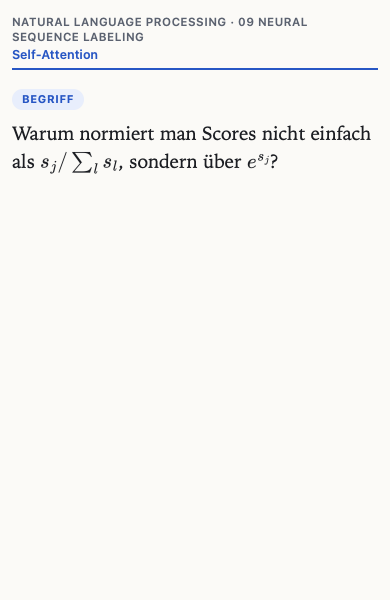 NATURAL LANGUAGE PROCESSING · 09 NEURAL
SEQUENCE LABELING
Self-Attention
BEGRIFF
Warum normiert man Scores nicht einfach
als $s_j / \sum_l s_l$, sondern über $e^{s_j}$?